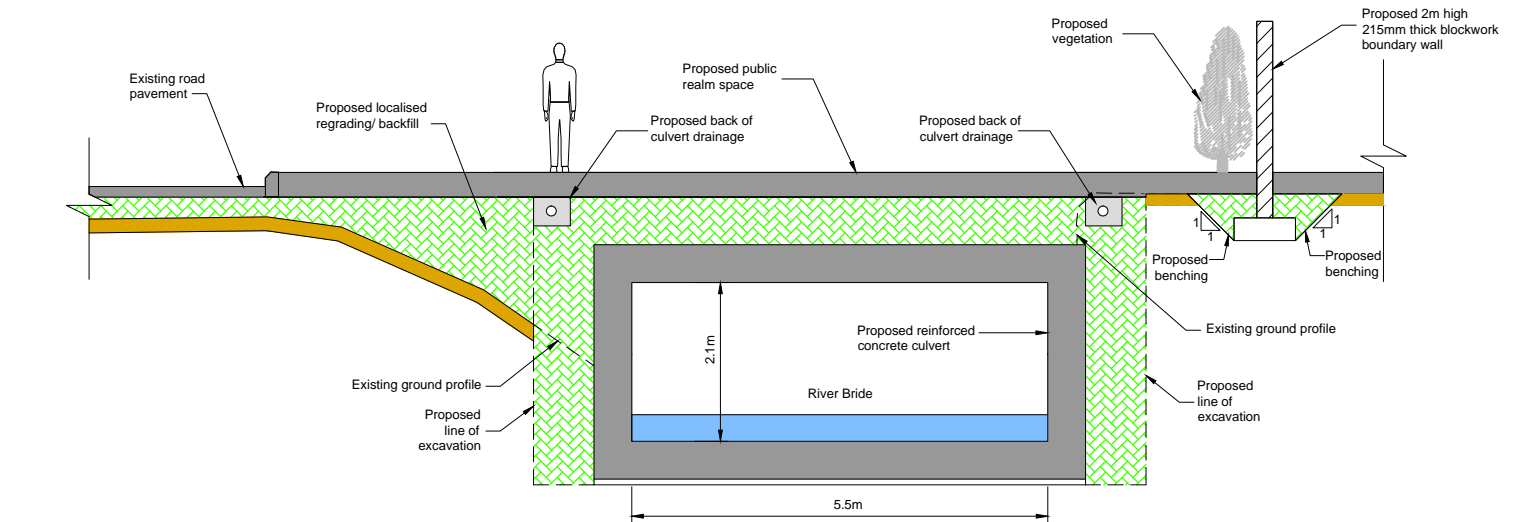 Proposed 2m high
215mm thick blockwork
boundary wall
Proposed
vegetation
Proposed public
realm space
Existing road
pavement
Proposed localised
regrading/ backfill
Proposed back of
culvert drainage
Proposed back of
culvert drainage
1
1
1
1
Proposed
benching
Proposed
benching
Existing ground profile
Proposed reinforced
concrete culvert
2.1m
River Bride
Existing ground profile
Proposed
line of
excavation
Proposed
line of
excavation
5.5m